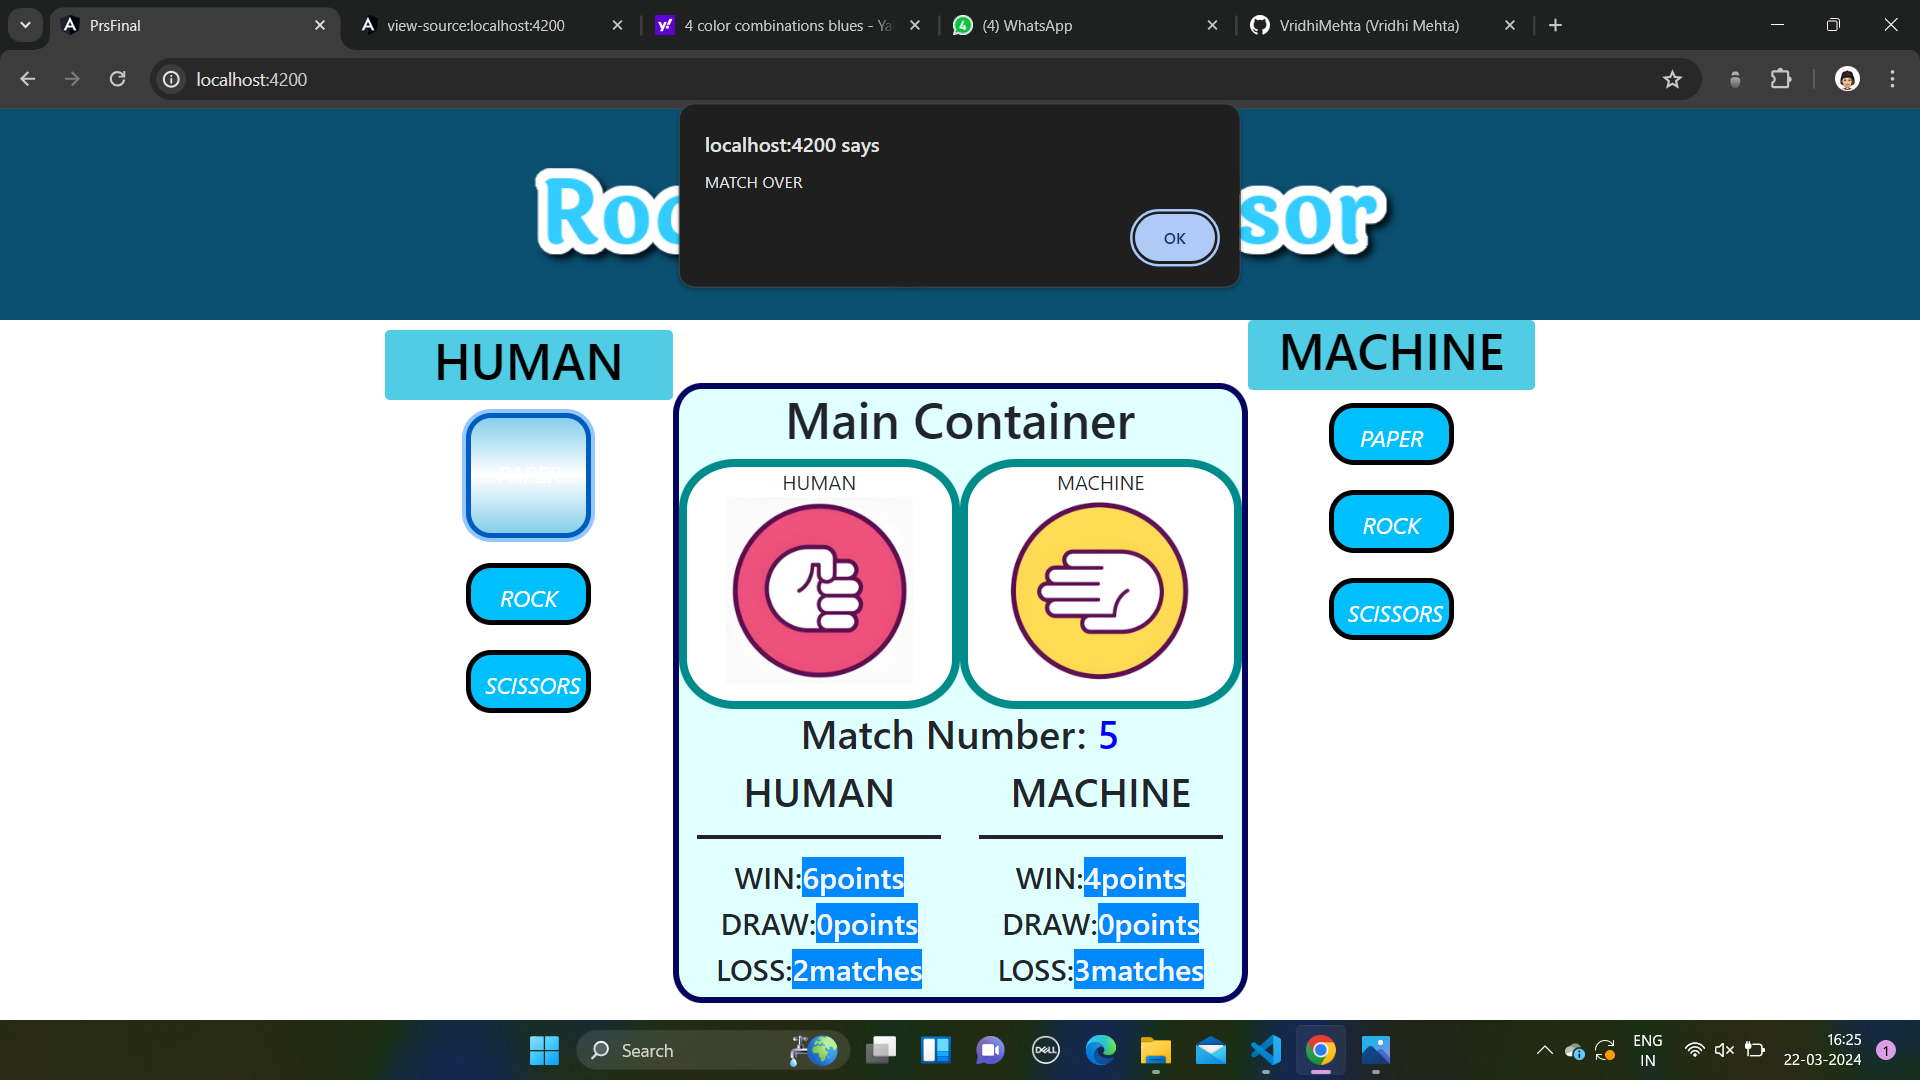 PrsFinal
view-source:localhost:4200
4 color combinations blues - Ya
(4) WhatsApp
VridhiMehta (Vridhi Mehta)
localhost:4200
localhost:4200 says
MATCH OVER
OK
Roc
sor
HUMAN
MACHINE
Main Container
PAPER
ROCK
SCISSORS
HUMAN
MACHINE
PAPER
ROCK
SCISSORS
Match Number: 5
HUMAN
MACHINE
WIN:6points
DRAW:0points
LOSS:2matches
WIN:4points
DRAW:0points
LOSS:3matches
Search
DELL
ENG
IN
16:25
22-03-2024
1